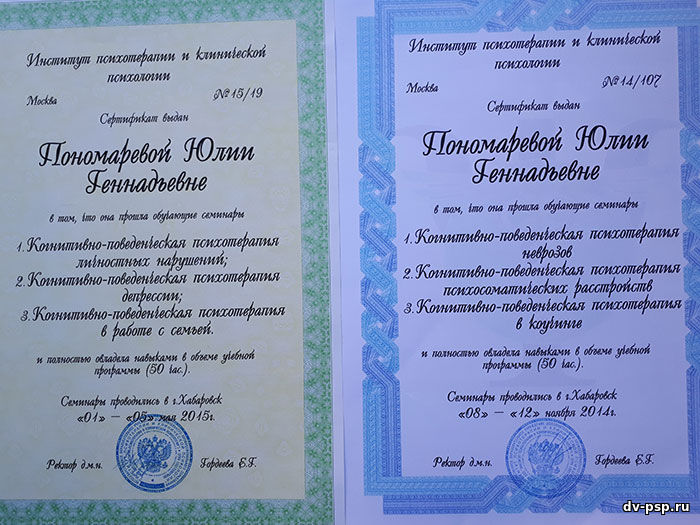 Институт психотерапии и клинической
психологии
Москва №15/19
Сертификат выдан
Пономаревой Юлии
Геннадьевне
в том, что она прошла обучающие семинары
1. Когнитивно-поведенческая психотерапия
личностных нарушений;
2. Когнитивно-поведенческая психотерапия
депрессии;
3. Когнитивно-поведенческая психотерапия
в работе с семьей.
и полностью овладела навыками в объеме учебной
программы (50 час.).
Семинары проводились в г.Хабаровск
«01» – «05» мая 2015г.
Ректор д.м.н. Гордеева Е.Г.
Институт психотерапии и клинической
психологии
Москва №14/107
Сертификат выдан
Пономаревой Юлии
Геннадьевне
в том, что она прошла обучающие семинары
1. Когнитивно-поведенческая психотерапия
неврозов
2. Когнитивно-поведенческая психотерапия
психосоматических расстройств
3. Когнитивно-поведенческая психотерапия
в коучинге
и полностью овладела навыками в объеме учебной
программы (50 час.).
Семинары проводились в г.Хабаровск
«08» – «12» ноября 2014г.
Ректор д.м.н. Гордеева Е.Г.
dv-psp.ru